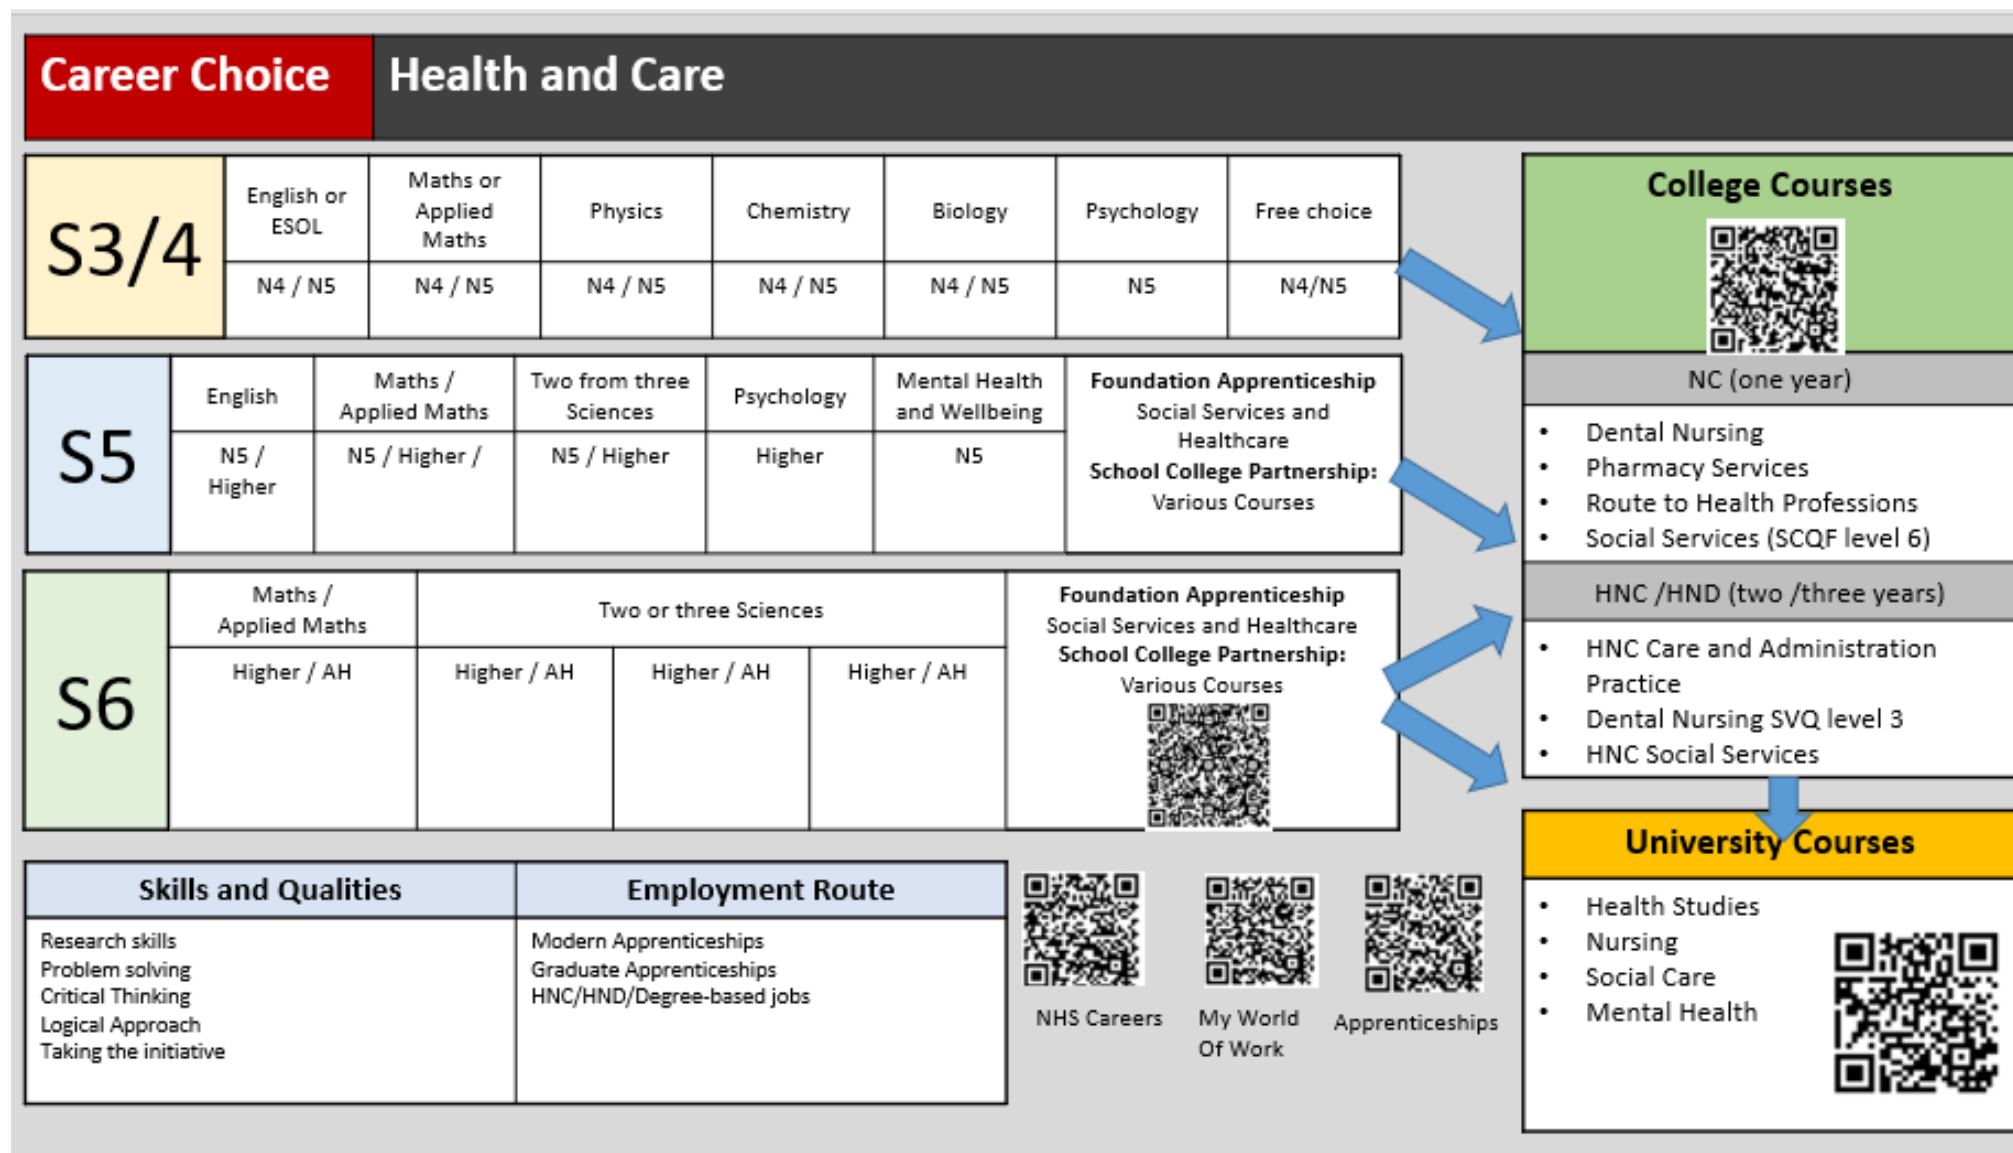 Career Choice
Health and Care
S3/4
English or
ESOL
Maths or
Applied
Maths
Physics
Chemistry
Biology
Psychology
Free choice
N4 / N5
N4 / N5
N4 / N5
N4 / N5
N4 / N5
N5
N4/N5
S5
English
Maths /
Applied Maths
Two from three
Sciences
Psychology
Mental Health
and Wellbeing
N5 /
Higher
N5 / Higher /
N5 / Higher
Higher
N5
Foundation Apprenticeship
Social Services and
Healthcare
School College Partnership:
Various Courses
S6
Maths /
Applied Maths
Two or three Sciences
Higher / AH
Higher / AH
Higher / AH
Higher / AH
Foundation Apprenticeship
Social Services and Healthcare
School College Partnership:
Various Courses
Skills and Qualities
Research skills
Problem solving
Critical Thinking
Logical Approach
Taking the initiative
Employment Route
Modern Apprenticeships
Graduate Apprenticeships
HNC/HND/Degree-based jobs
NHS Careers
My World
Of Work
Apprenticeships
College Courses
NC (one year)
• Dental Nursing
• Pharmacy Services
• Route to Health Professions
• Social Services (SCQF level 6)
HNC /HND (two /three years)
• HNC Care and Administration
Practice
• Dental Nursing SVQ level 3
• HNC Social Services
University Courses
• Health Studies
• Nursing
• Social Care
• Mental Health